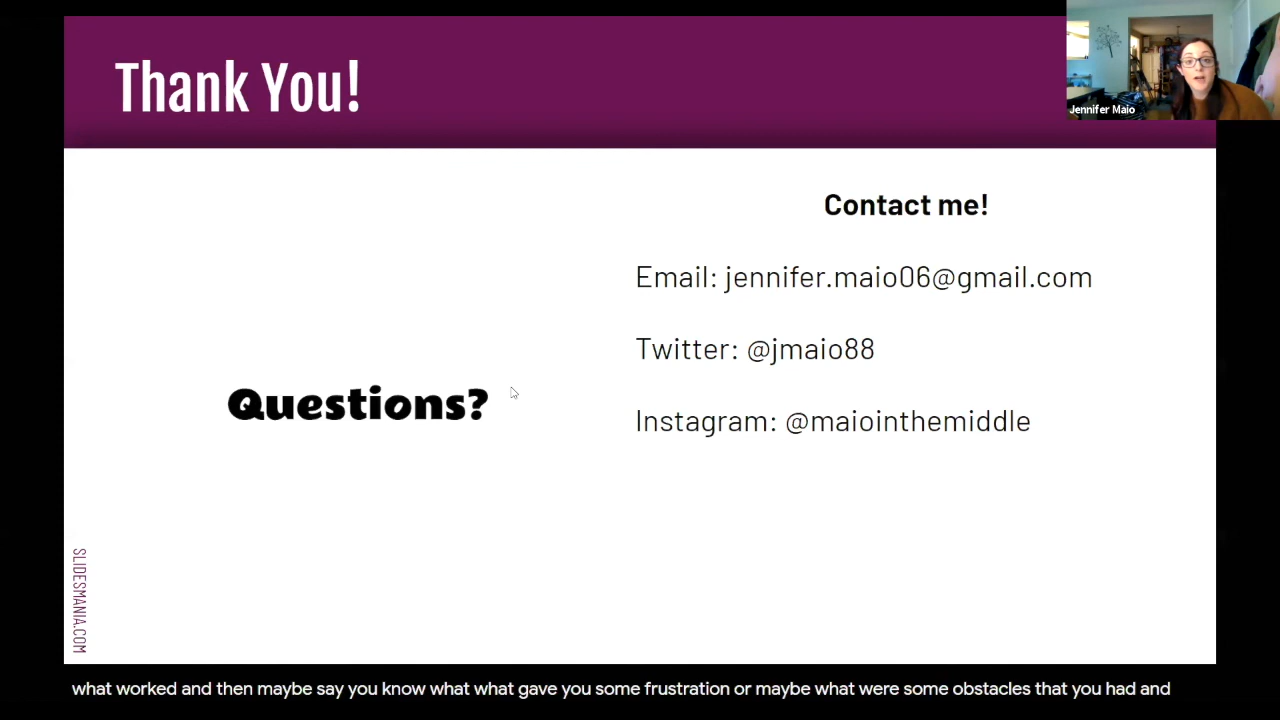 Thank You!
Jennifer Maio
Contact me!
Email: jennifer.maio06@gmail.com
Twitter: @jmaio88
Questions?
Instagram: @maiointhemiddle
SLIDESMANIA.COM
what worked and then maybe say you know what what gave you some frustration or maybe what were some obstacles that you had and